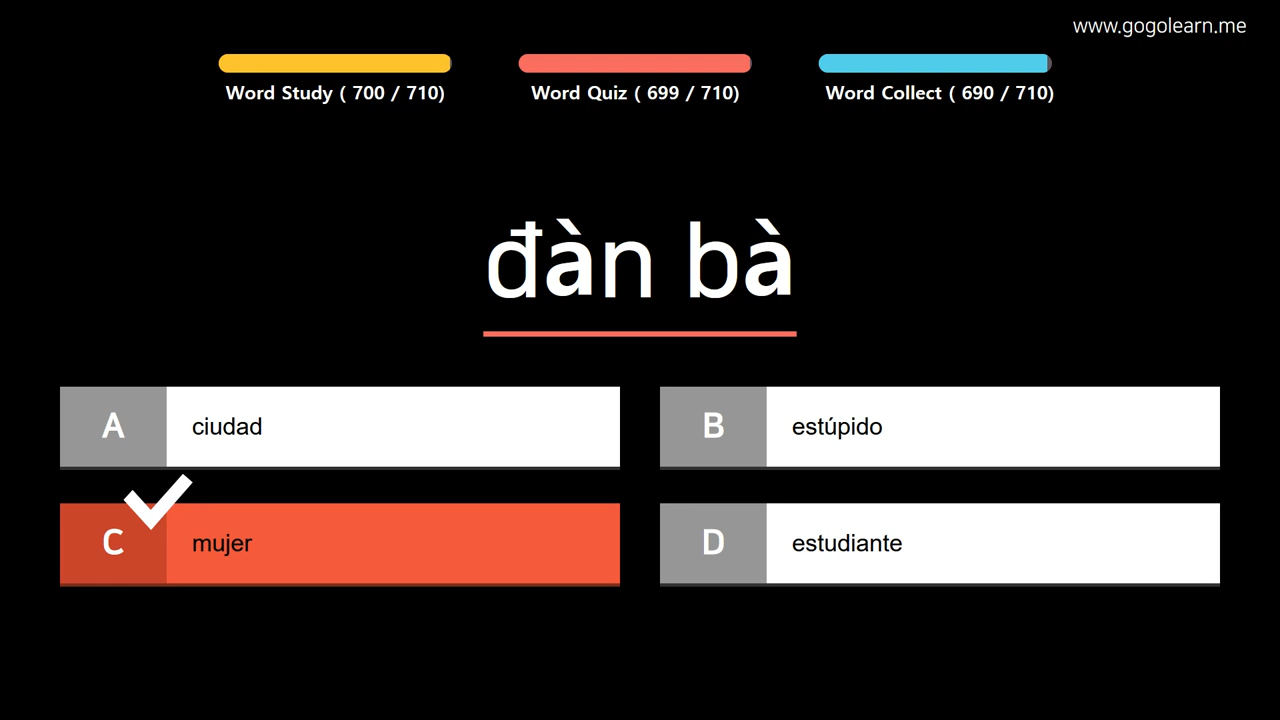 www.gogolearn.me
Word Study ( 700 / 710) Word Quiz ( 699 / 710) Word Collect ( 690 / 710)
đàn bà
A ciudad
B estúpido
C mujer
D estudiante